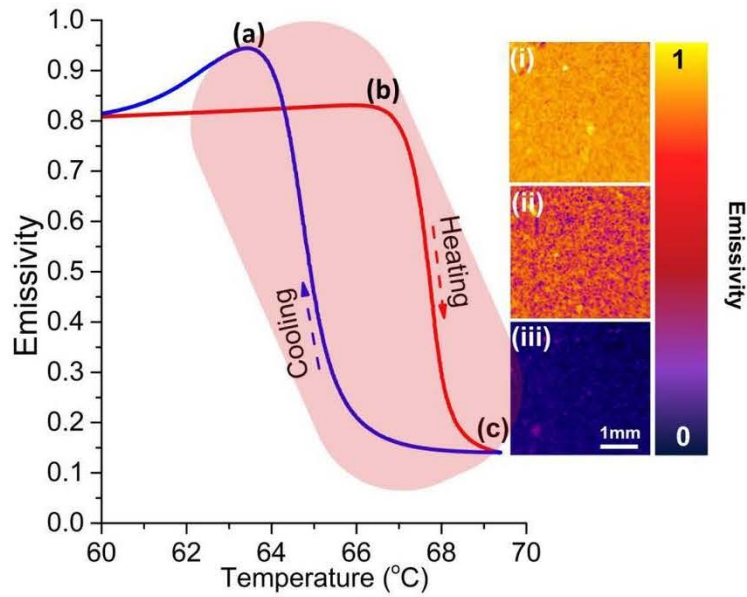 (a)
(b)
(c)
Heating
Cooling
1.0
0.9
0.8
0.7
0.6
0.5
0.4
0.3
0.2
0.1
0.0
Emissivity
60
62
64
66
68
70
Temperature (°C)
(i)
(ii)
(iii)
1mm
1
0
Emissivity